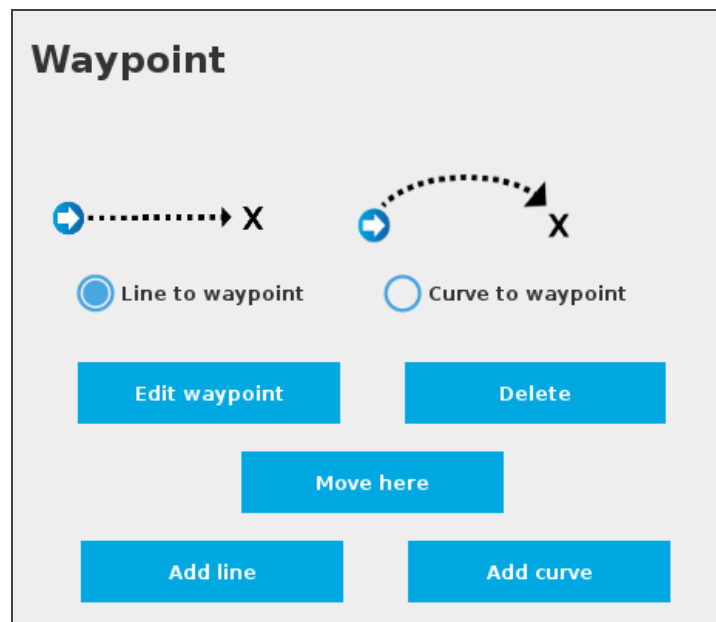 Waypoint
X
X
Line to waypoint
Curve to waypoint
Edit waypoint
Delete
Move here
Add line
Add curve